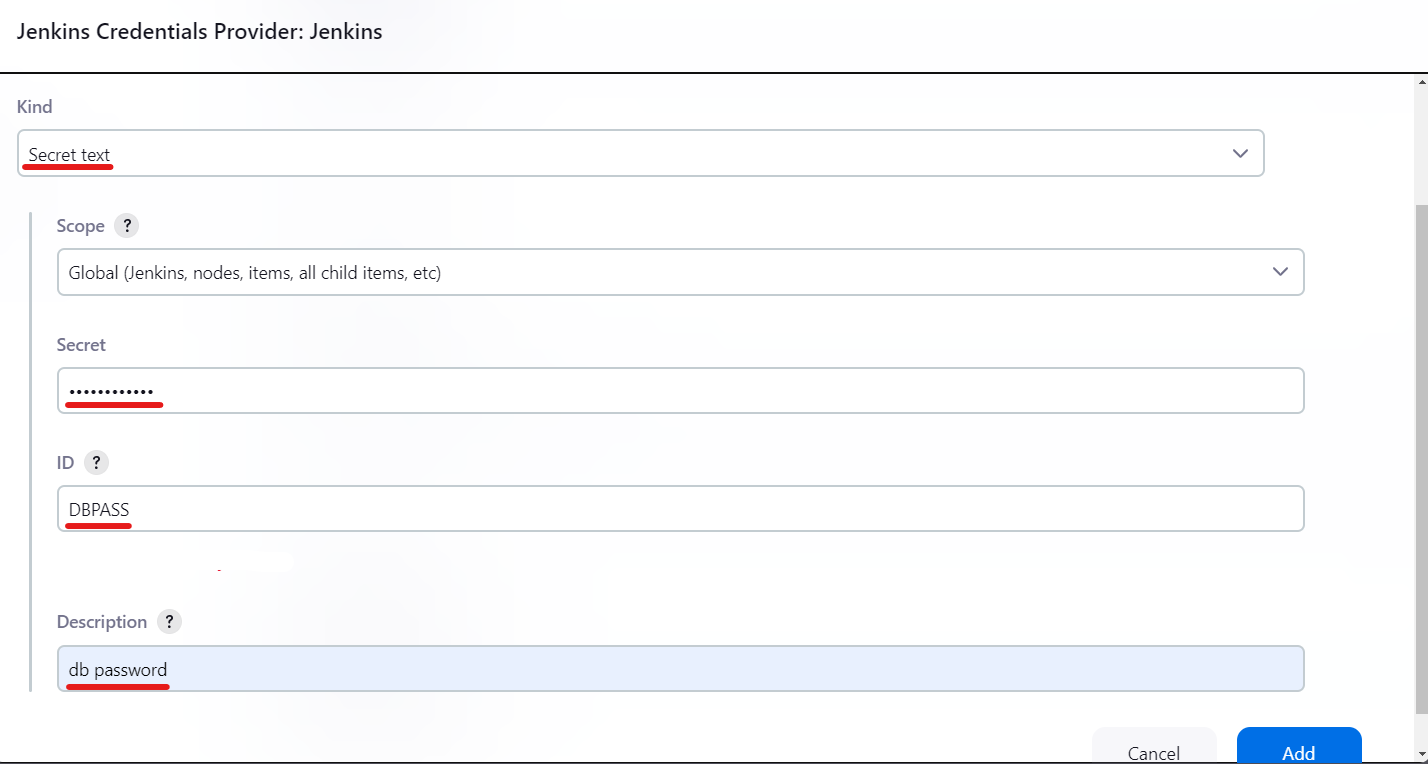 Jenkins Credentials Provider: Jenkins
Kind
Secret text
Scope ?
Global (Jenkins, nodes, items, all child items, etc)
Secret
••••••••••••
ID ?
DBPASS
Description ?
db password
Cancel Add